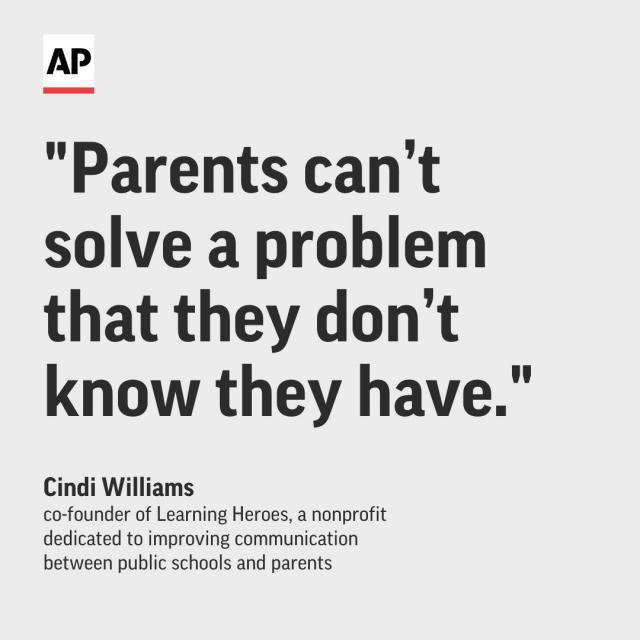 AP
"Parents can’t
solve a problem
that they don’t
know they have."
Cindi Williams
co-founder of Learning Heroes, a nonprofit
dedicated to improving communication
between public schools and parents